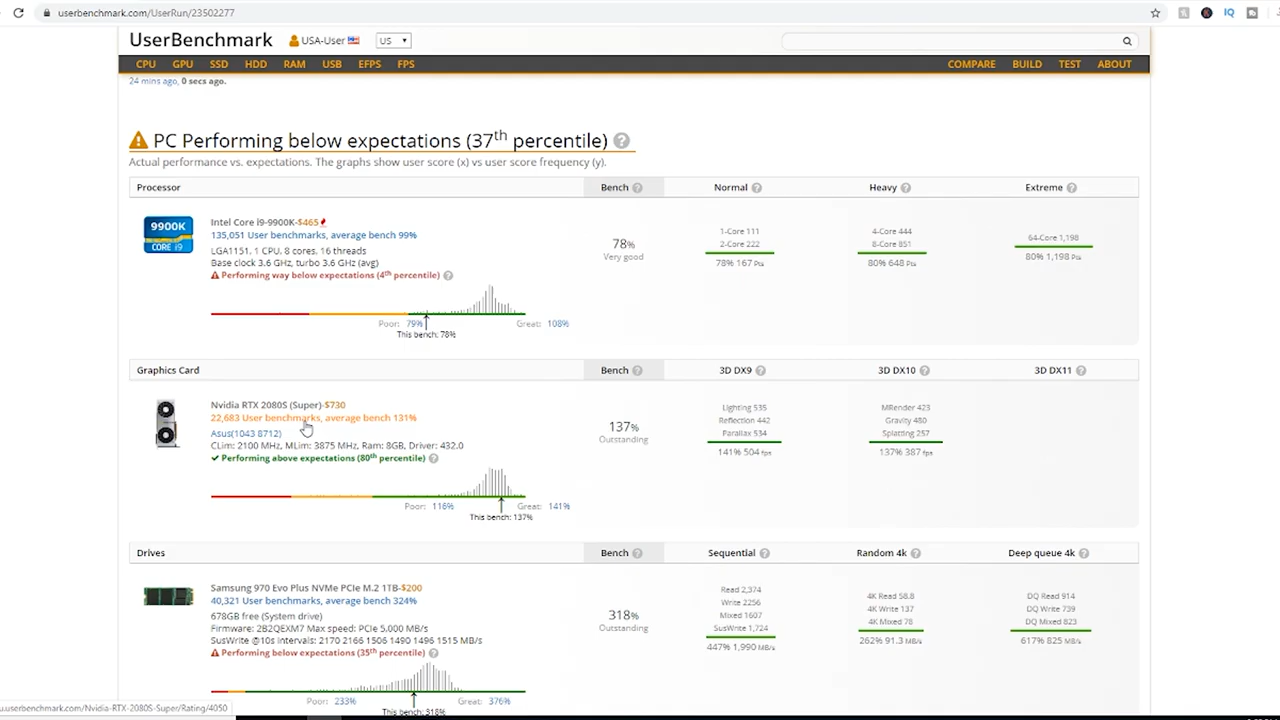 userbenchmark.com/UserRun/23502277
UserBenchmark USA-User US
CPU GPU SSD HDD RAM USB EFPS FPS COMPARE BUILD TEST ABOUT
24 mins ago, 0 secs ago.
PC Performing below expectations (37th percentile)
Actual performance vs. expectations. The graphs show user score (x) vs user score frequency (y).
Processor Bench Normal Heavy Extreme
9900K
CORE i9
Intel Core i9-9900K-$465
135,051 User benchmarks, average bench 99%
LGA1151, 1 CPU, 8 cores, 16 threads
Base clock 3.6 GHz, turbo 3.6 GHz (avg)
Performing way below expectations (4th percentile)
Poor: 79% Great: 108%
This bench: 78%
78%
Very good
1-Core 111
2-Core 222
78% 167 Pts
4-Core 444
8-Core 851
80% 648 Pts
64-Core 1,198
80% 1,198 Pts
Graphics Card Bench 3D DX9 3D DX10 3D DX11
Nvidia RTX 2080S (Super)-$730
22,683 User benchmarks, average bench 131%
Asus(1043 8712)
CLim: 2100 MHz, MLim: 3875 MHz, Ram: 8GB, Driver: 432.0
Performing above expectations (80th percentile)
Poor: 116% Great: 141%
This bench: 137%
137%
Outstanding
Lighting 535
Reflection 442
Parallax 534
141% 504 fps
MRender 423
Gravity 480
Splatting 257
137% 387 fps
Drives Bench Sequential Random 4k Deep queue 4k
Samsung 970 Evo Plus NVMe PCIe M.2 1TB-$200
40,321 User benchmarks, average bench 324%
678GB free (System drive)
Firmware: 2B2QEXM7 Max speed: PCIe 5,000 MB/s
SusWrite @10s intervals: 2170 2166 1506 1490 1496 1515 MB/s
Performing below expectations (35th percentile)
Poor: 233% Great: 376%
This bench: 318%
318%
Outstanding
Read 2,374
Write 2256
Mixed 1607
SusWrite 1,724
447% 1,990 MB/s
4K Read 58.8
4K Write 137
4K Mixed 78
262% 91.3 MB/s
DQ Read 914
DQ Write 739
DQ Mixed 823
617% 825 MB/s
u.userbenchmark.com/Nvidia-RTX-2080S-Super/Rating/4050